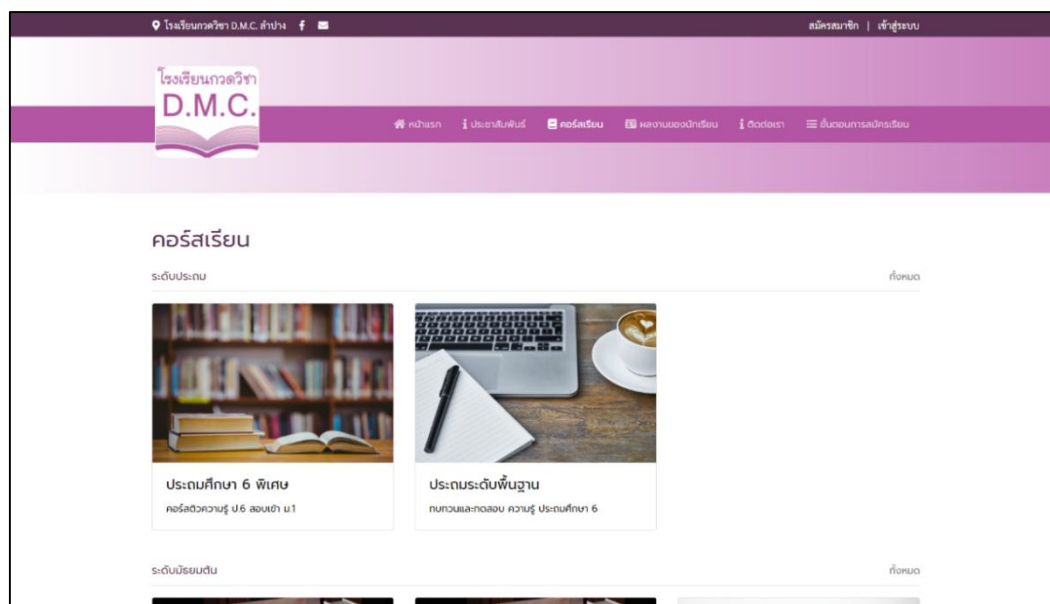 โรงเรียนกวดวิชา D.M.C. ลำปาง
สมัครสมาชิก | เข้าสู่ระบบ
โรงเรียนกวดวิชา
D.M.C.
หน้าแรก ประชาสัมพันธ์ คอร์สเรียน ผลงานของนักเรียน ติดต่อเรา ขั้นตอนการสมัครเรียน
คอร์สเรียน
ระดับประถม ทั้งหมด
ประถมศึกษา 6 พิเศษ
คอร์สติวความรู้ ป.6 สอบเข้า ม.1
ประถมระดับพื้นฐาน
ทบทวนและทดสอบ ความรู้ ประถมศึกษา 6
ระดับมัธยมต้น ทั้งหมด